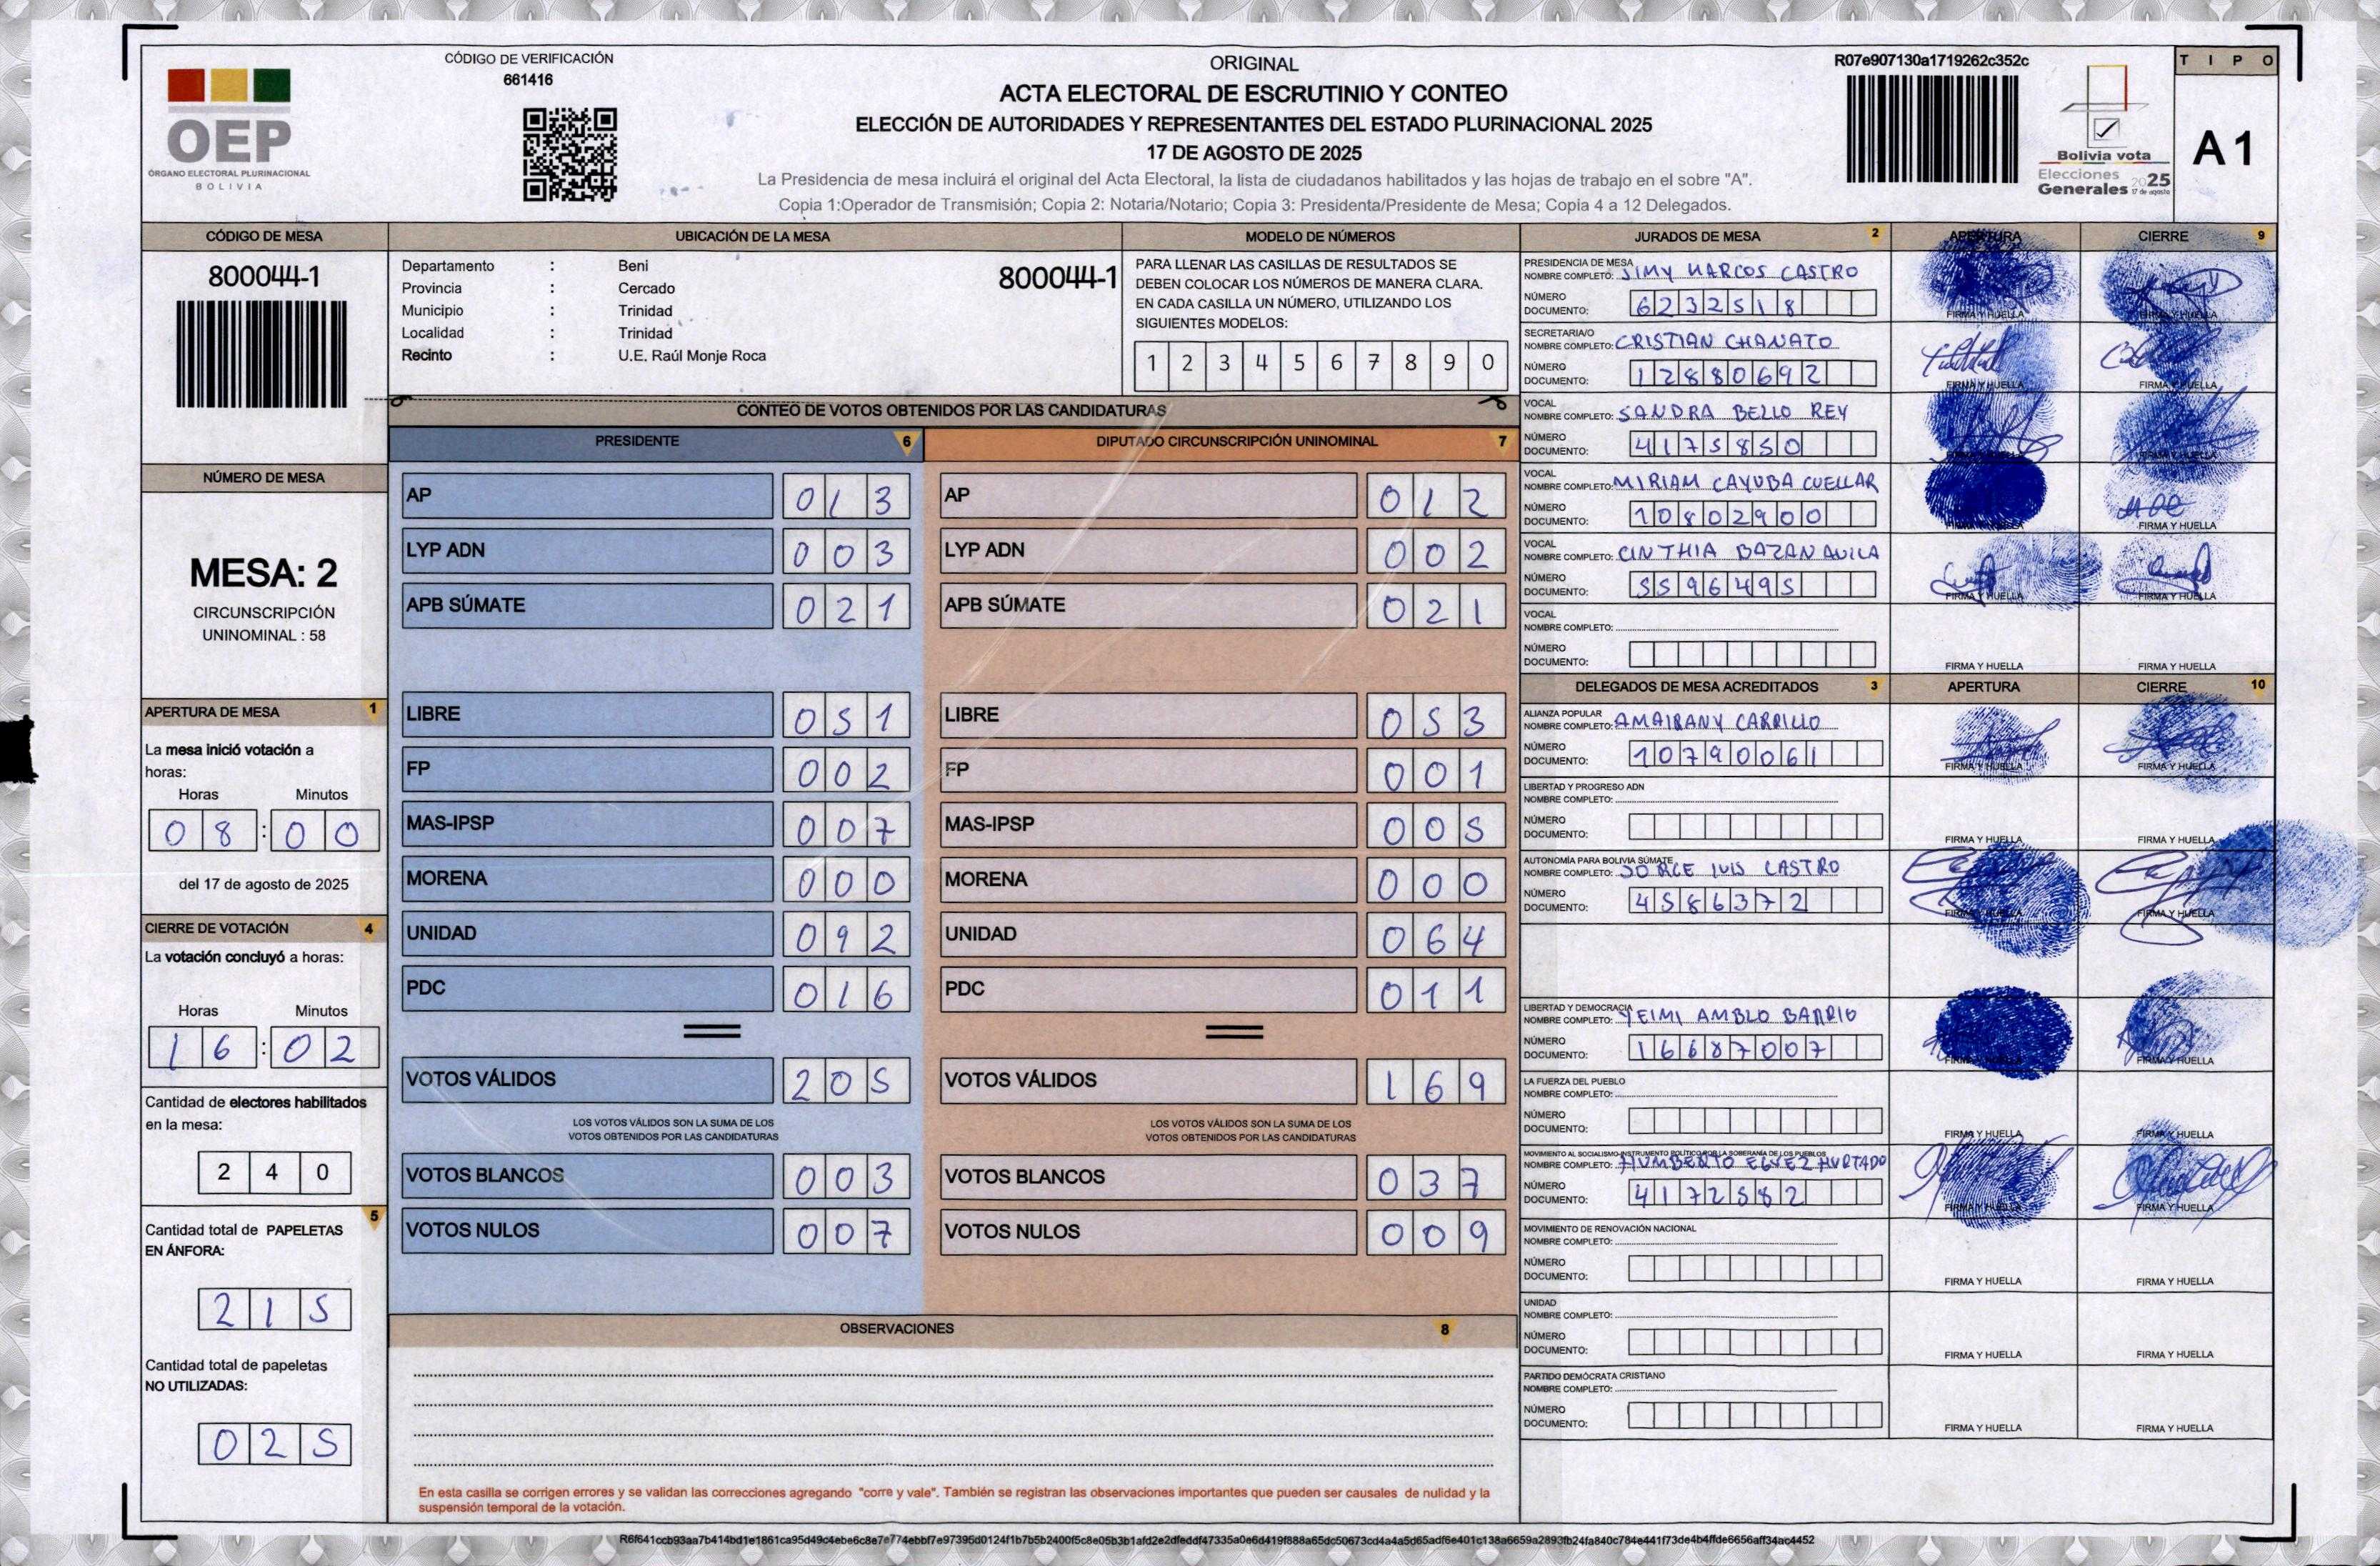 CÓDIGO DE VERIFICACIÓN
661416
OEP
ÓRGANO ELECTORAL PLURINACIONAL
BOLIVIA
ORIGINAL
ACTA ELECTORAL DE ESCRUTINIO Y CONTEO
ELECCIÓN DE AUTORIDADES Y REPRESENTANTES DEL ESTADO PLURINACIONAL 2025
17 DE AGOSTO DE 2025
La Presidencia de mesa incluirá el original del Acta Electoral, la lista de ciudadanos habilitados y las hojas de trabajo en el sobre "A".
Copia 1:Operador de Transmisión; Copia 2: Notaria/Notario; Copia 3: Presidenta/Presidente de Mesa; Copia 4 a 12 Delegados.
R07e907130a1719262c352c
Bolivia vota
Elecciones
Generales 2025
17 de agosto
TIPO
A1
CÓDIGO DE MESA
800044-1
NÚMERO DE MESA
MESA: 2
CIRCUNSCRIPCIÓN
UNINOMINAL : 58
APERTURA DE MESA 1
La mesa inició votación a
horas:
Horas Minutos
08:00
del 17 de agosto de 2025
CIERRE DE VOTACIÓN 4
La votación concluyó a horas:
Horas Minutos
16:02
Cantidad de electores habilitados
en la mesa:
240
5
Cantidad total de PAPELETAS
EN ÁNFORA:
215
Cantidad total de papeletas
NO UTILIZADAS:
025
UBICACIÓN DE LA MESA
Departamento : Beni 800044-1
Provincia : Cercado
Municipio : Trinidad
Localidad : Trinidad
Recinto : U.E. Raúl Monje Roca
MODELO DE NÚMEROS
PARA LLENAR LAS CASILLAS DE RESULTADOS SE
DEBEN COLOCAR LOS NÚMEROS DE MANERA CLARA.
EN CADA CASILLA UN NÚMERO, UTILIZANDO LOS
SIGUIENTES MODELOS:
1 2 3 4 5 6 7 8 9 0
CONTEO DE VOTOS OBTENIDOS POR LAS CANDIDATURAS
PRESIDENTE 6
AP 013
LYP ADN 003
APB SÚMATE 021
LIBRE 051
FP 002
MAS-IPSP 007
MORENA 000
UNIDAD 092
PDC 016
VOTOS VÁLIDOS 205
LOS VOTOS VÁLIDOS SON LA SUMA DE LOS
VOTOS OBTENIDOS POR LAS CANDIDATURAS
VOTOS BLANCOS 003
VOTOS NULOS 007
DIPUTADO CIRCUNSCRIPCIÓN UNINOMINAL 7
AP 012
LYP ADN 002
APB SÚMATE 021
LIBRE 053
FP 001
MAS-IPSP 005
MORENA 000
UNIDAD 064
PDC 011
VOTOS VÁLIDOS 169
LOS VOTOS VÁLIDOS SON LA SUMA DE LOS
VOTOS OBTENIDOS POR LAS CANDIDATURAS
VOTOS BLANCOS 037
VOTOS NULOS 009
OBSERVACIONES 8
En esta casilla se corrigen errores y se validan las correcciones agregando "corre y vale". También se registran las observaciones importantes que pueden ser causales de nulidad y la
suspensión temporal de la votación.
JURADOS DE MESA 2 APERTURA CIERRE 9
PRESIDENCIA DE MESA
NOMBRE COMPLETO: JIMY MARCOS CASTRO
NÚMERO
DOCUMENTO: 6232518
FIRMA Y HUELLA FIRMA Y HUELLA
SECRETARIA/O
NOMBRE COMPLETO: CRISTIAN CHANATO
NÚMERO
DOCUMENTO: 12880692
FIRMA Y HUELLA FIRMA Y HUELLA
VOCAL
NOMBRE COMPLETO: SANDRA BELLO REY
NÚMERO
DOCUMENTO: 4175850
VOCAL
NOMBRE COMPLETO: MIRIAM CAYUBA CUELLAR
NÚMERO
DOCUMENTO: 10802900
FIRMA Y HUELLA
VOCAL
NOMBRE COMPLETO: CINTHIA BAZAN AVILA
NÚMERO
DOCUMENTO: 5596495
FIRMA Y HUELLA FIRMA Y HUELLA
VOCAL
NOMBRE COMPLETO:
NÚMERO
DOCUMENTO:
FIRMA Y HUELLA FIRMA Y HUELLA
DELEGADOS DE MESA ACREDITADOS 3 APERTURA CIERRE 10
ALIANZA POPULAR
NOMBRE COMPLETO: AMAIRANY CARRILLO
NÚMERO
DOCUMENTO: 10790061
FIRMA Y HUELLA FIRMA Y HUELLA
LIBERTAD Y PROGRESO ADN
NOMBRE COMPLETO:
NÚMERO
DOCUMENTO:
FIRMA Y HUELLA FIRMA Y HUELLA
AUTONOMÍA PARA BOLIVIA SÚMATE
NOMBRE COMPLETO: JORGE LUIS CASTRO
NÚMERO
DOCUMENTO: 4586372
FIRMA Y HUELLA FIRMA Y HUELLA
LIBERTAD Y DEMOCRACIA
NOMBRE COMPLETO: YEIMI AMBLO BARRIO
NÚMERO
DOCUMENTO: 16687007
FIRMA Y HUELLA FIRMA Y HUELLA
LA FUERZA DEL PUEBLO
NOMBRE COMPLETO:
NÚMERO
DOCUMENTO:
FIRMA Y HUELLA FIRMA Y HUELLA
MOVIMIENTO AL SOCIALISMO-INSTRUMENTO POLÍTICO POR LA SOBERANÍA DE LOS PUEBLOS
NOMBRE COMPLETO: HUMBERTO EGUEZ HURTADO
NÚMERO
DOCUMENTO: 4172582
FIRMA Y HUELLA FIRMA Y HUELLA
MOVIMIENTO DE RENOVACIÓN NACIONAL
NOMBRE COMPLETO:
NÚMERO
DOCUMENTO:
FIRMA Y HUELLA FIRMA Y HUELLA
UNIDAD
NOMBRE COMPLETO:
NÚMERO
DOCUMENTO:
FIRMA Y HUELLA FIRMA Y HUELLA
PARTIDO DEMÓCRATA CRISTIANO
NOMBRE COMPLETO:
NÚMERO
DOCUMENTO:
FIRMA Y HUELLA FIRMA Y HUELLA